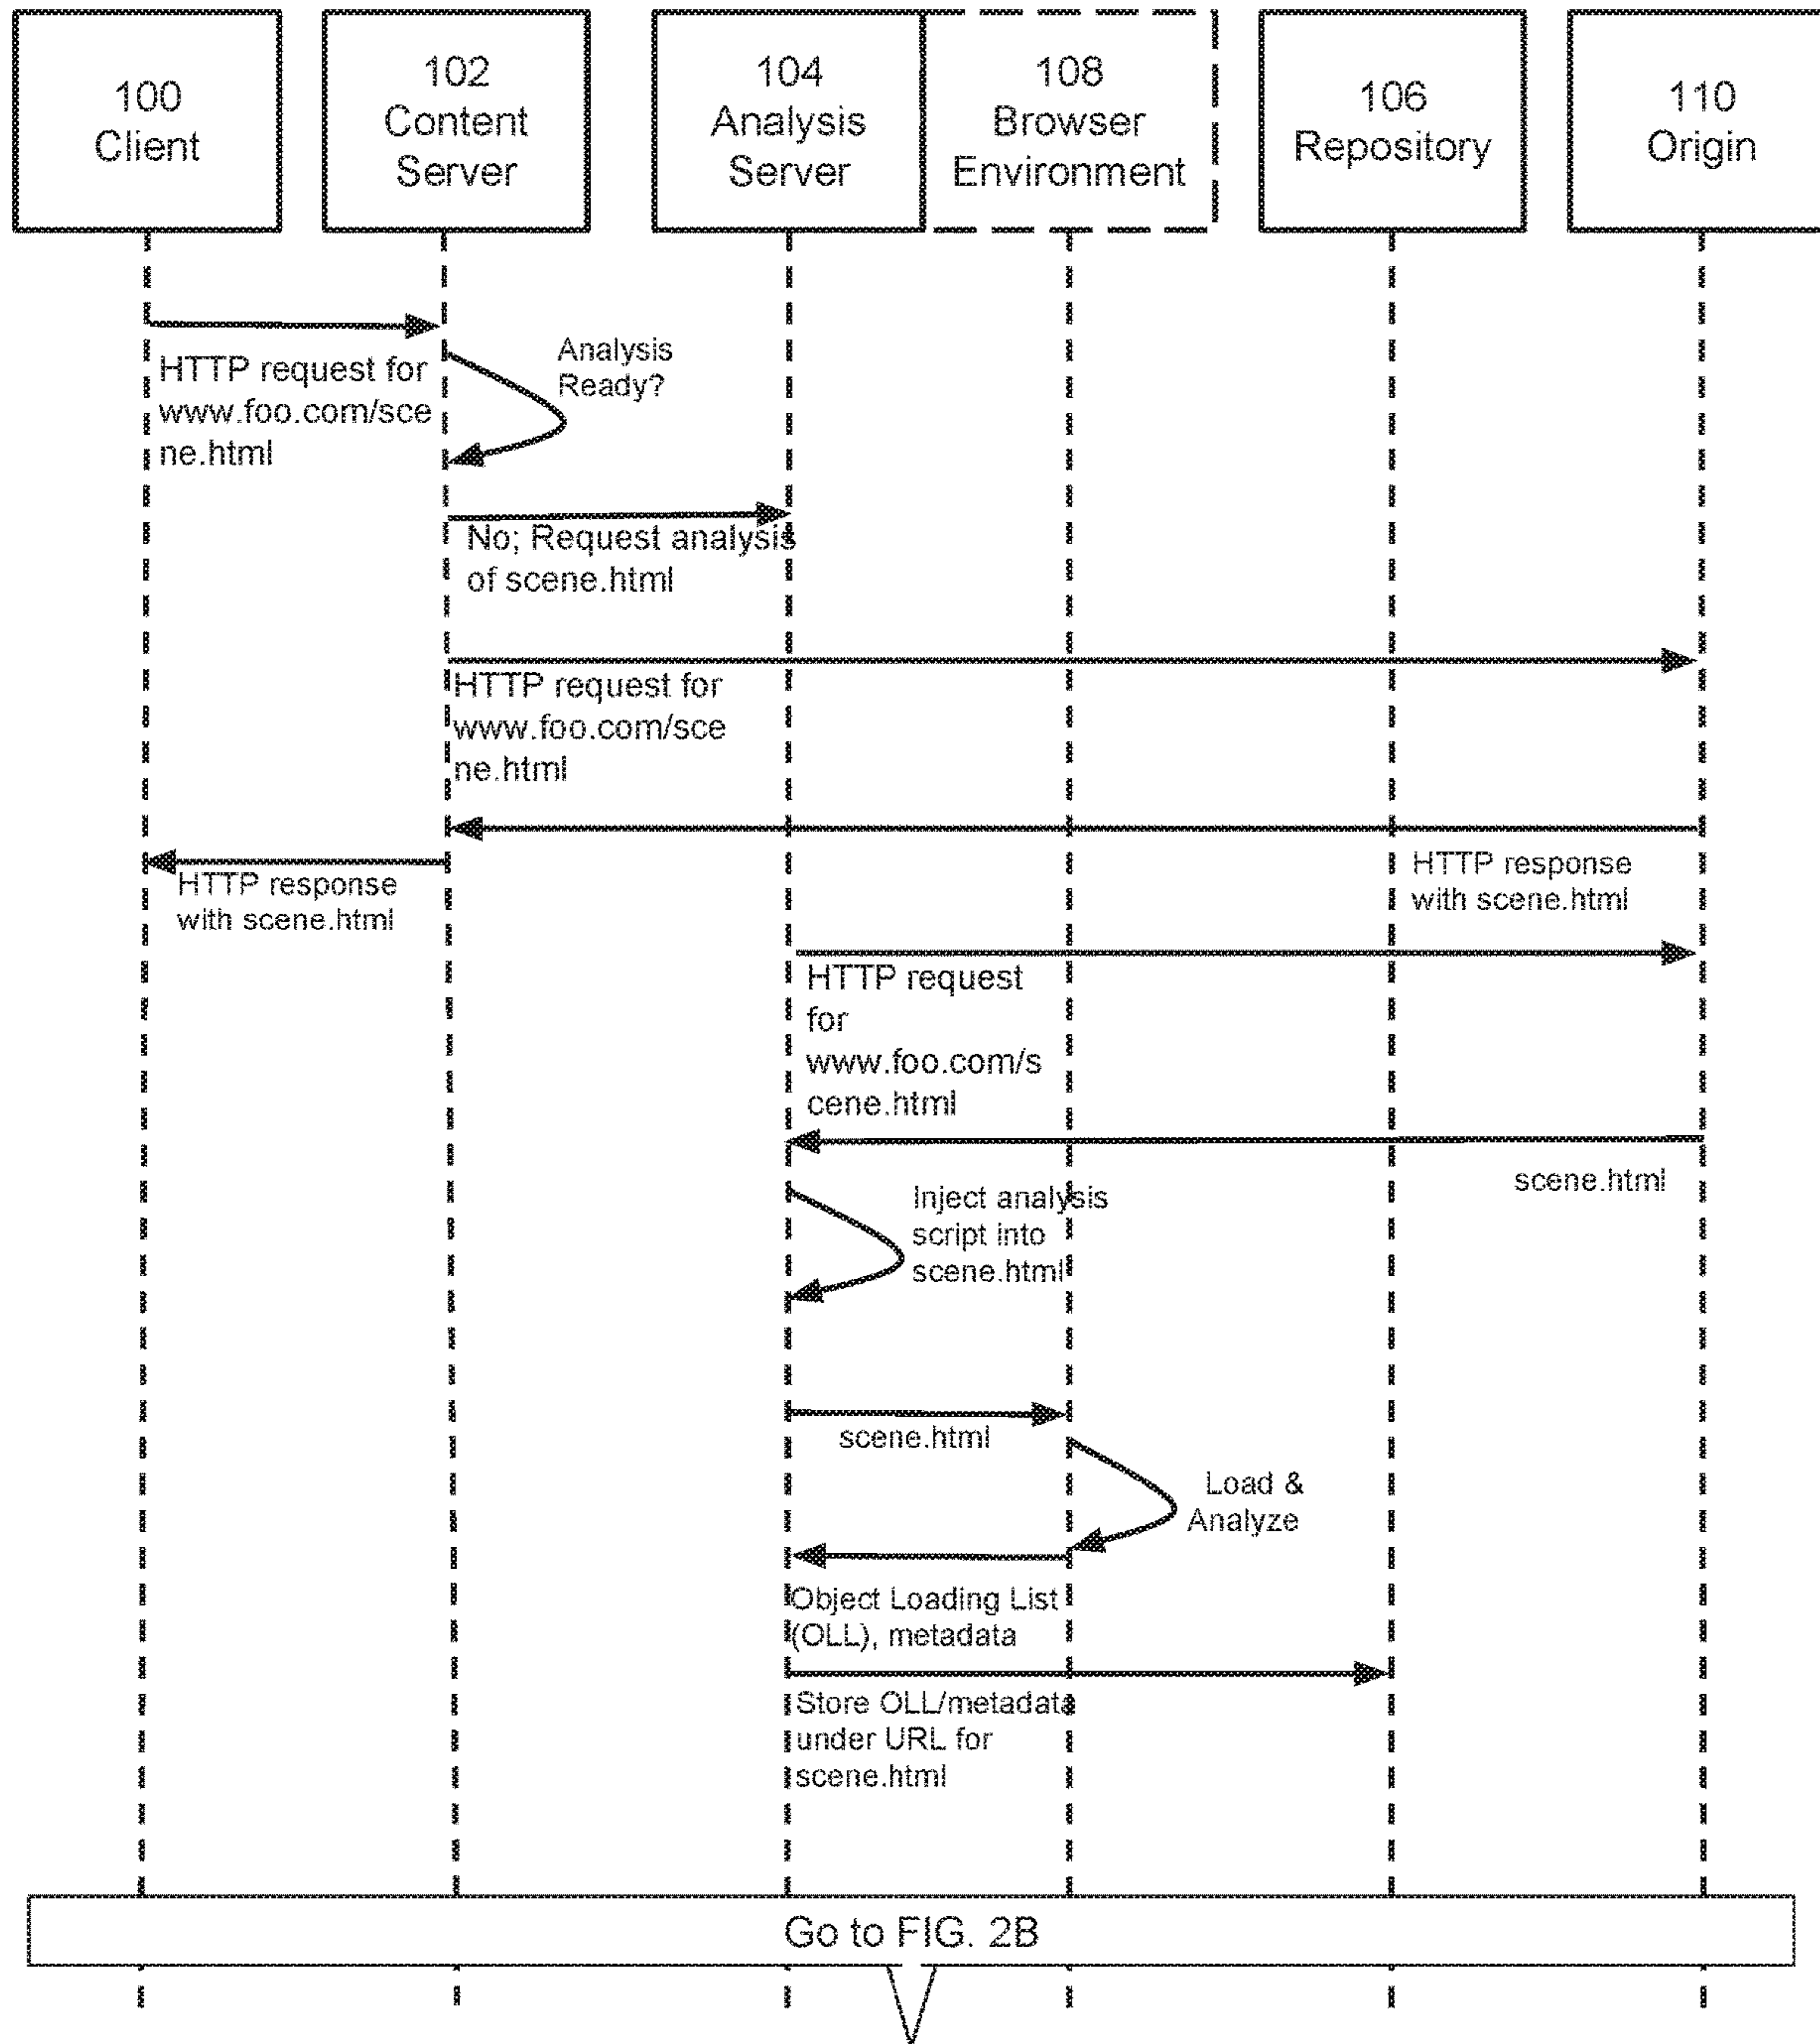 100
Client
102
Content
Server
104
Analysis
Server
108
Browser
Environment
106
Repository
110
Origin
HTTP request for
www.foo.com/sce
ne.html
Analysis
Ready?
No; Request analysis
of scene.html
HTTP request for
www.foo.com/sce
ne.html
HTTP response
with scene.html
HTTP response
with scene.html
HTTP request
for
www.foo.com/s
cene.html
scene.html
Inject analysis
script into
scene.html
scene.html
Load &
Analyze
Object Loading List
(OLL), metadata
Store OLL/metadata
under URL for
scene.html
Go to FIG. 2B